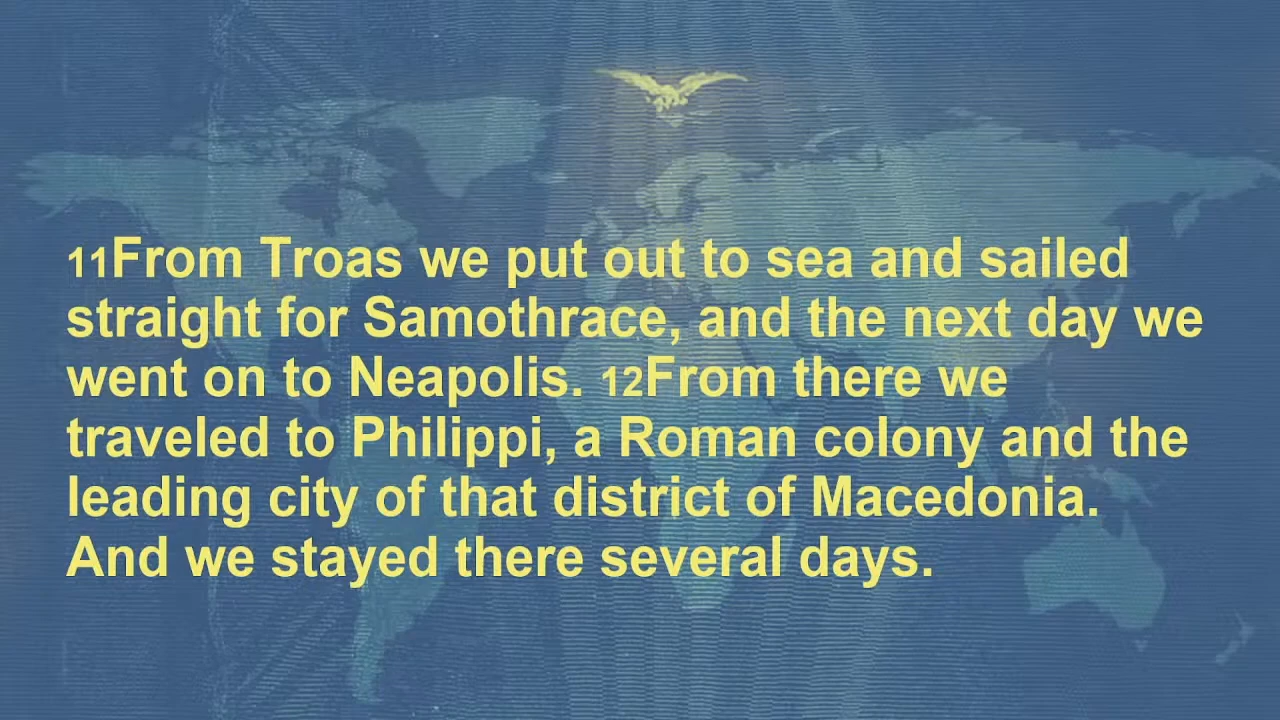 11From Troas we put out to sea and sailed
straight for Samothrace, and the next day we
went on to Neapolis. 12From there we
traveled to Philippi, a Roman colony and the
leading city of that district of Macedonia.
And we stayed there several days.